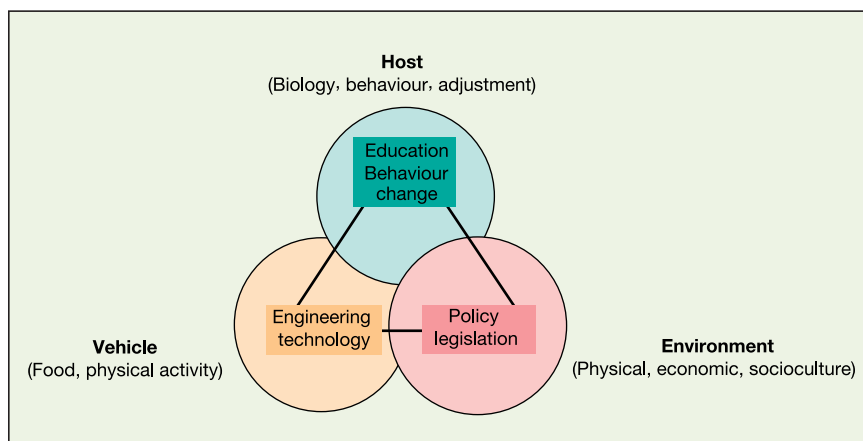 Host
(Biology, behaviour, adjustment)
Education
Behaviour
change
Engineering
technology
Policy
legislation
Vehicle
(Food, physical activity)
Environment
(Physical, economic, socioculture)